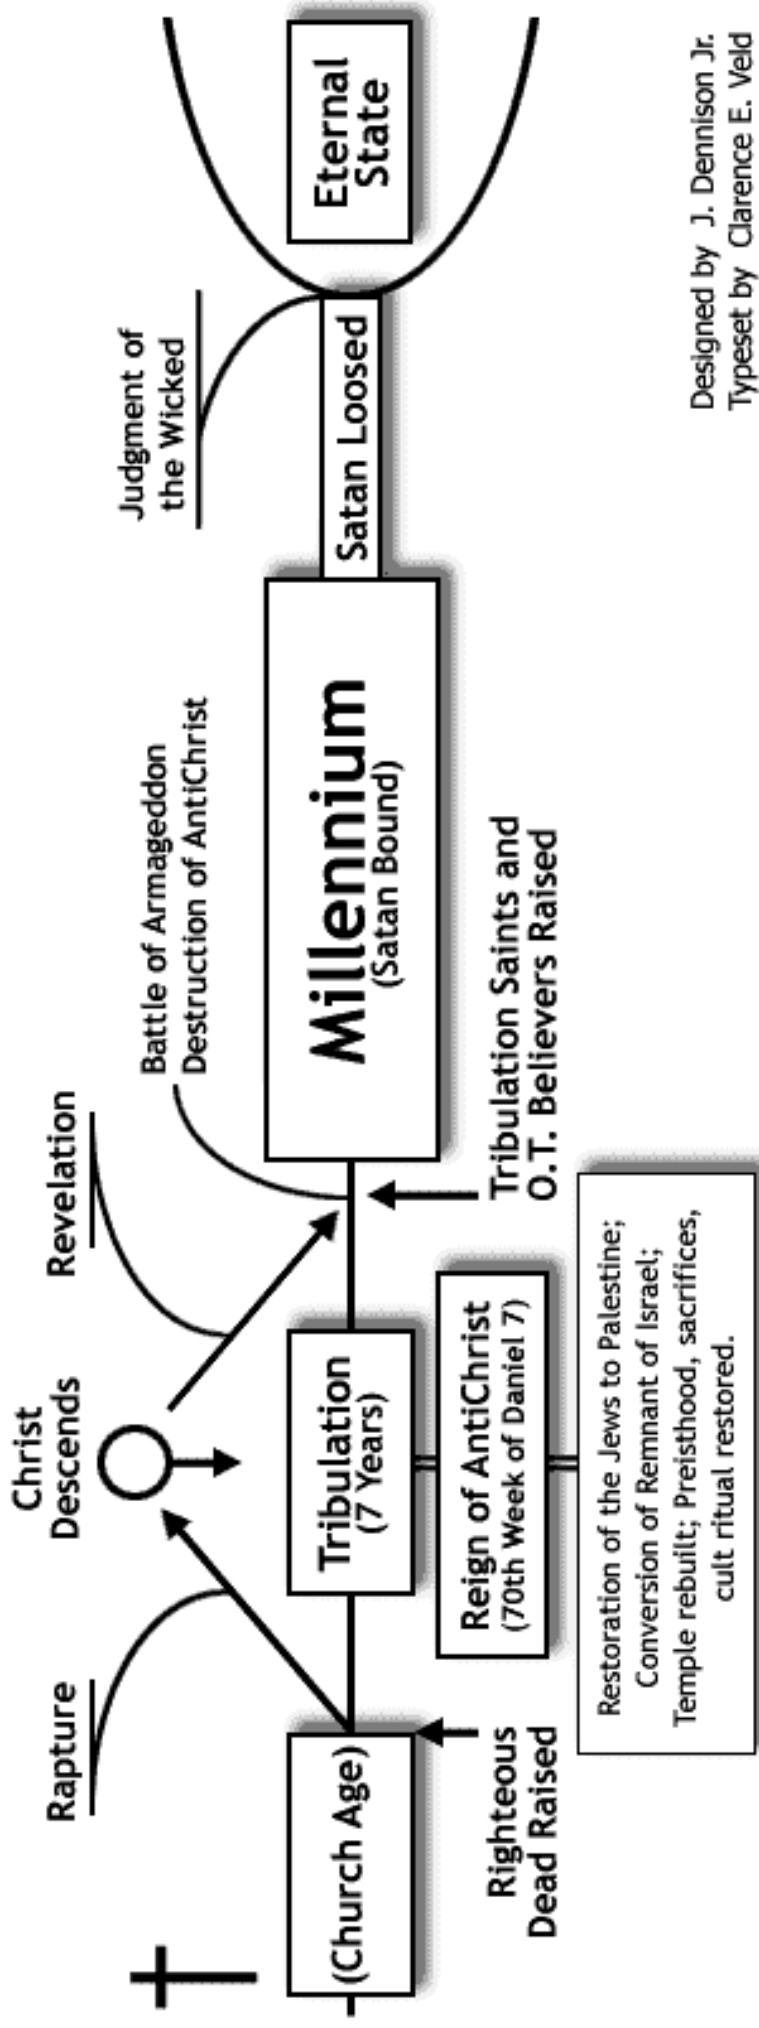 Christ
Descends
Rapture
Revelation
Battle of Armageddon
Destruction of AntiChrist
Judgment of
the Wicked
(Church Age)
Tribulation
(7 Years)
Millennium
(Satan Bound)
Satan Loosed
Eternal
State
Reign of AntiChrist
(70th Week of Daniel 7)
Righteous
Dead Raised
Tribulation Saints and
O.T. Believers Raised
Restoration of the Jews to Palestine;
Conversion of Remnant of Israel;
Temple rebuilt; Preisthood, sacrifices,
cult ritual restored.
Designed by J. Dennison Jr.
Typeset by Clarence E. Veld